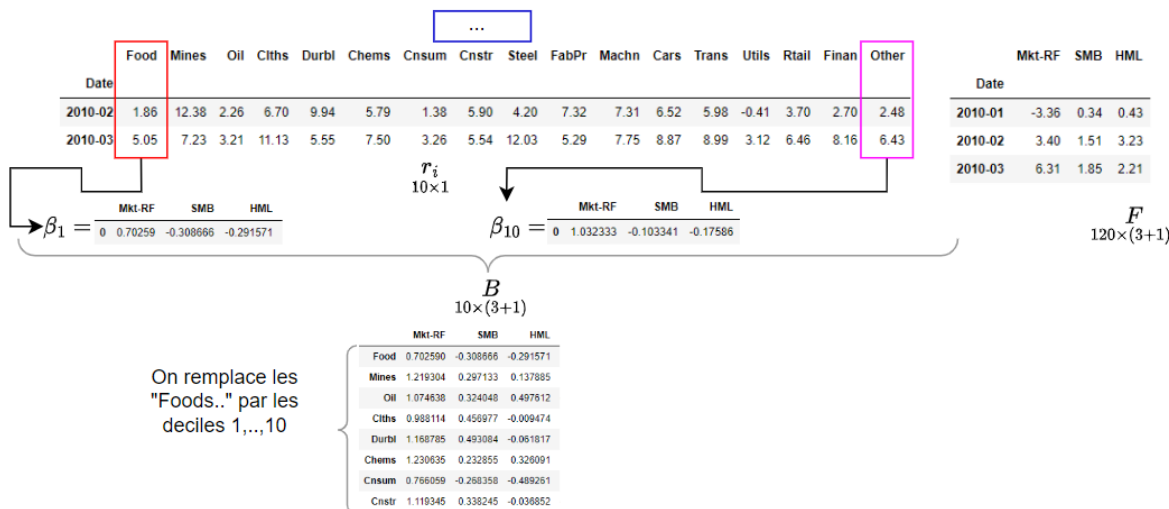 ...
Food Mines Oil Clths Durbl Chems Cnsum Cnstr Steel FabPr Machn Cars Trans Utils Rtail Finan Other
Date
2010-02 1.86 12.38 2.26 6.70 9.94 5.79 1.38 5.90 4.20 7.32 7.31 6.52 5.98 -0.41 3.70 2.70 2.48
2010-03 5.05 7.23 3.21 11.13 5.55 7.50 3.26 5.54 12.03 5.29 7.75 8.87 8.99 3.12 6.46 8.16 6.43
Mkt-RF SMB HML
Date
2010-01 -3.36 0.34 0.43
2010-02 3.40 1.51 3.23
2010-03 6.31 1.85 2.21
r_i
10×1
F
120×(3+1)
Mkt-RF SMB HML
β₁ = 0 0.70259 -0.308666 -0.291571
Mkt-RF SMB HML
β₁₀ = 0 1.032333 -0.103341 -0.17586
B
10×(3+1)
Mkt-RF SMB HML
Food 0.702590 -0.308666 -0.291571
Mines 1.219304 0.297133 0.137885
Oil 1.074638 0.324048 0.497612
Clths 0.988114 0.456977 -0.009474
Durbl 1.168785 0.493084 -0.061817
Chems 1.230635 0.232855 0.326091
Cnsum 0.766059 -0.268358 -0.489261
Cnstr 1.119345 0.338245 -0.036852
On remplace les
"Foods.." par les
deciles 1,..,10